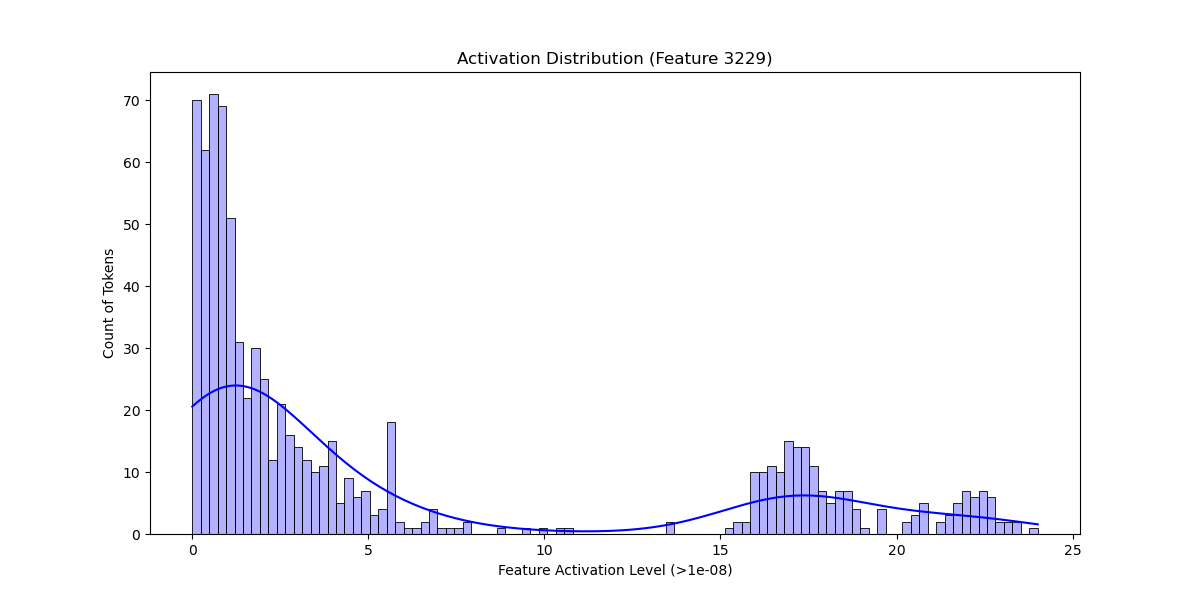 Activation Distribution (Feature 3229)
Count of Tokens
70
60
50
40
30
20
10
0
0 5 10 15 20 25
Feature Activation Level (>1e-08)